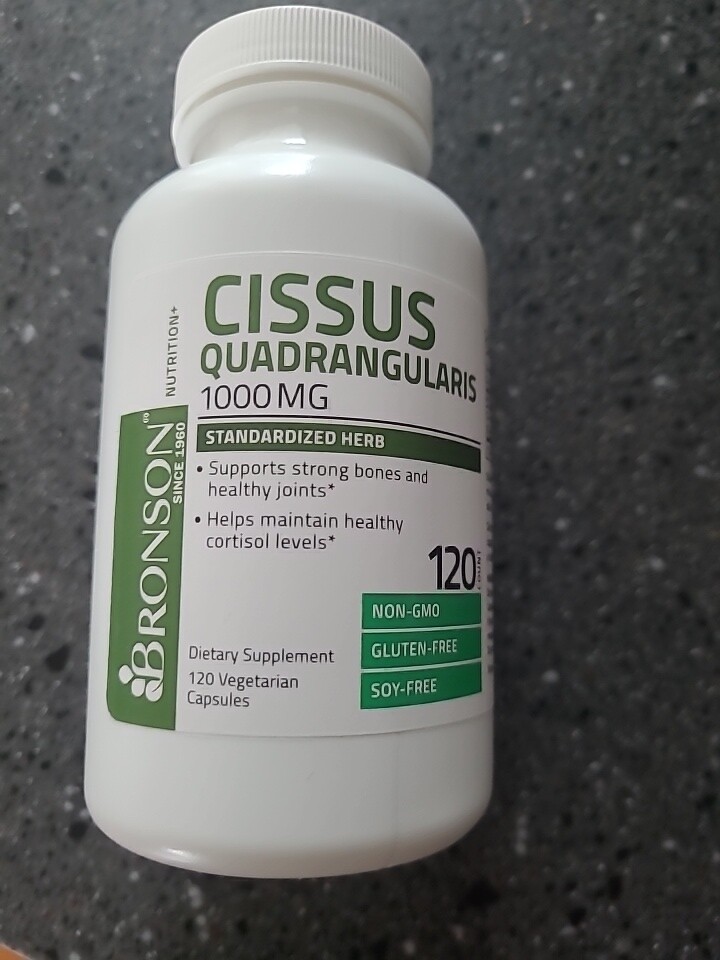 CISSUS
QUADRANGULARIS
1000 MG
STANDARDIZED HERB
• Supports strong bones and
healthy joints*
• Helps maintain healthy
cortisol levels*
120
COUNT
NON-GMO
GLUTEN-FREE
SOY-FREE
Dietary Supplement
120 Vegetarian
Capsules
NUTRITION+
BRONSON®
SINCE 1960